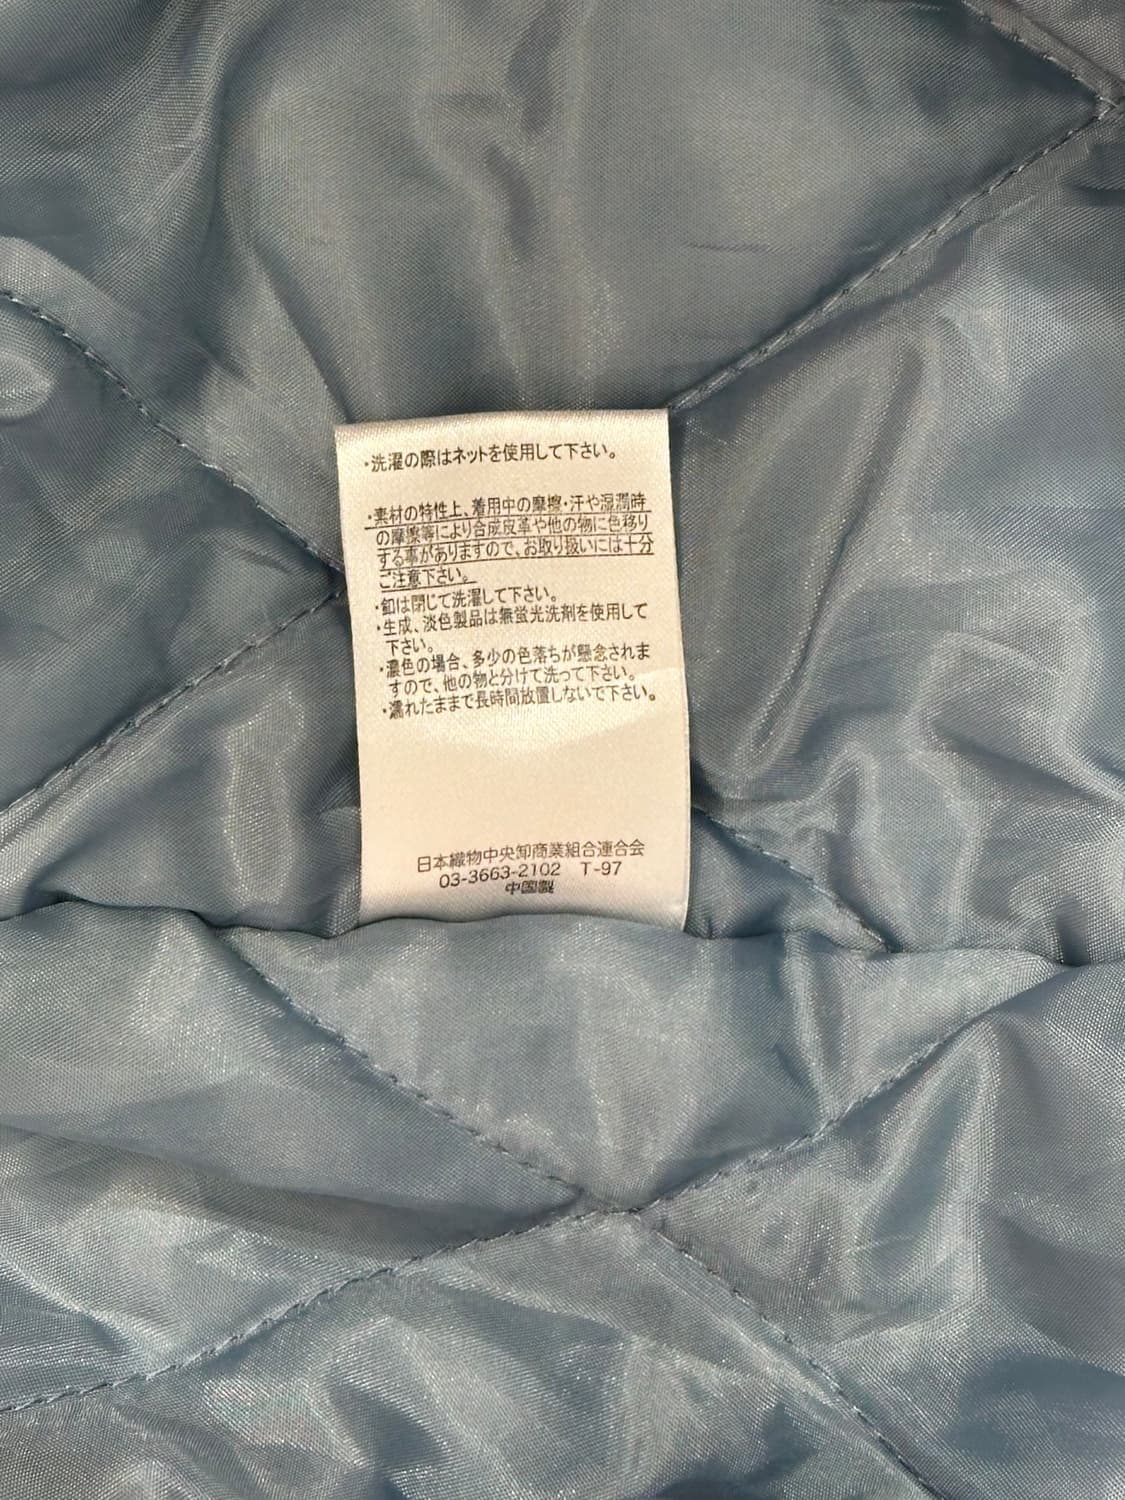 ・洗濯の際はネットを使用して下さい。
・素材の特性上、着用中の摩擦・汗や湿潤時
の摩擦等により合成皮革や他の物に色移り
する事がありますので、お取り扱いには十分
ご注意下さい。
・釦は閉じて洗濯して下さい。
・生成、淡色製品は無蛍光洗剤を使用して
下さい。
・濃色の場合、多少の色落ちが懸念されま
すので、他の物と分けて洗って下さい。
・濡れたままで長時間放置しないで下さい。
日本織物中央卸商業組合連合会
03-3663-2102 T-97
中国製